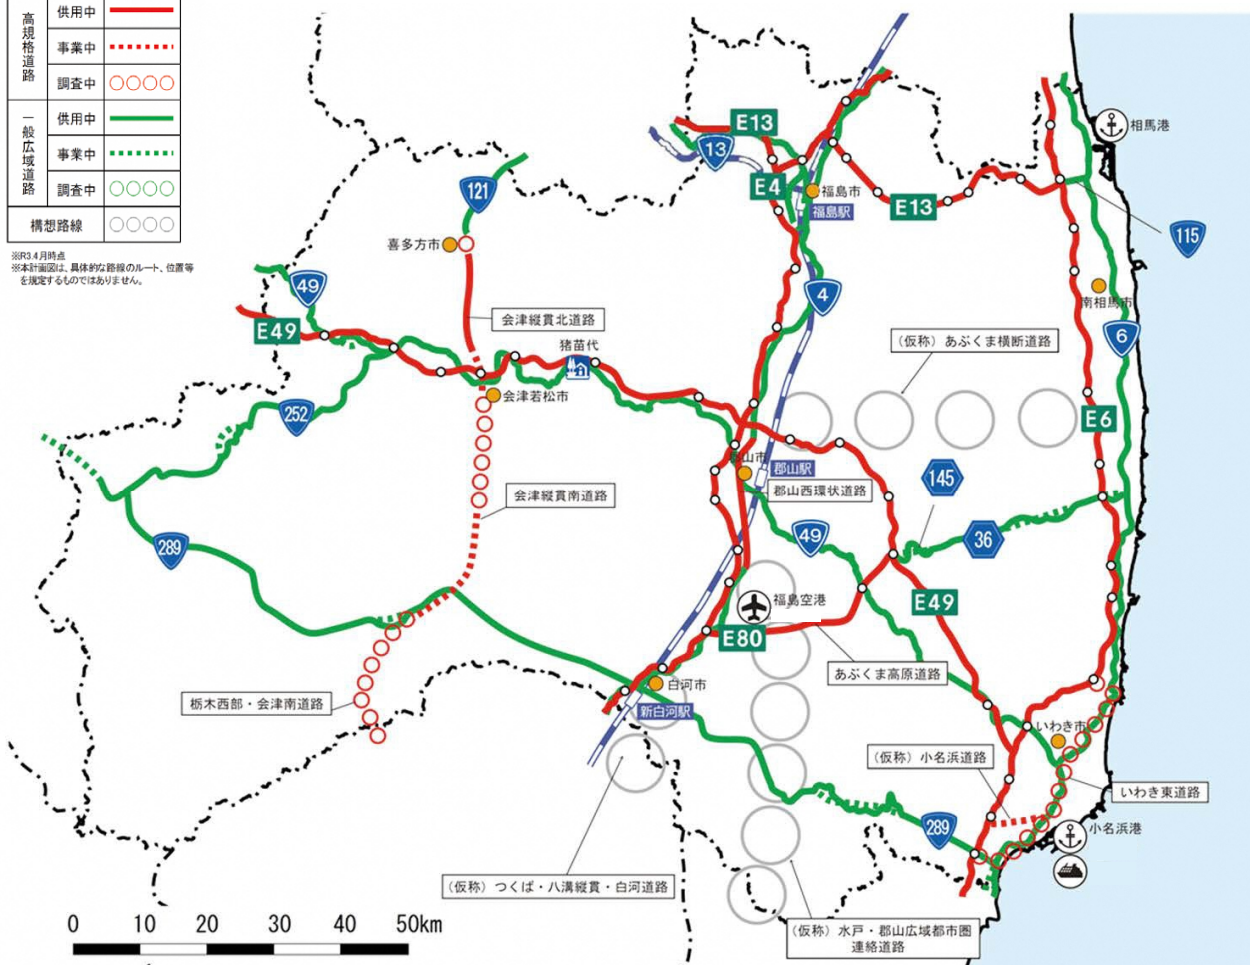 高規格道路
供用中
事業中
調査中
一般広域道路
供用中
事業中
調査中
構想路線
※R3.4月時点
※本計画図は、具体的な路線のルート、位置等
を規定するものではありません。
E13
13
相馬港
E4
福島市
福島駅
E13
121
115
喜多方市
49
4
南相馬市
E49
会津縦貫北道路
6
猪苗代
(仮称) あぶくま横断道路
会津若松市
252
E6
郡山市
郡山駅
145
郡山西環状道路
会津縦貫南道路
49
36
289
福島空港
E49
E80
あぶくま高原道路
白河市
栃木西部・会津南道路
新白河駅
いわき市
(仮称) 小名浜道路
いわき東道路
289
小名浜港
(仮称) つくば・八溝縦貫・白河道路
0 10 20 30 40 50km
(仮称) 水戸・郡山広域都市圏
連絡道路